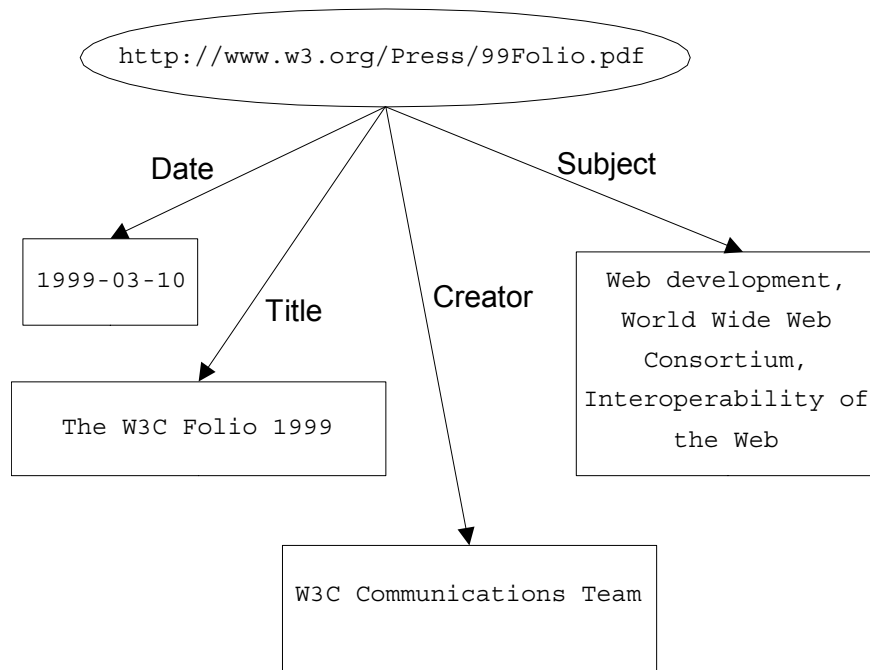 http://www.w3.org/Press/99Folio.pdf
Date
Subject
1999-03-10
Title
Creator
Web development,
World Wide Web
Consortium,
Interoperability of
the Web
The W3C Folio 1999
W3C Communications Team